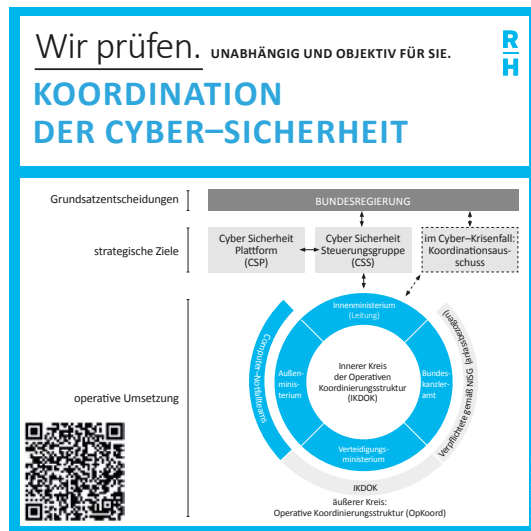 Wir prüfen. UNABHÄNGIG UND OBJEKTIV FÜR SIE.
R
H
KOORDINATION
DER CYBER–SICHERHEIT
Grundsatzentscheidungen
BUNDESREGIERUNG
strategische Ziele
Cyber Sicherheit
Plattform
(CSP)
Cyber Sicherheit
Steuerungsgruppe
(CSS)
im Cyber–Krisenfall:
Koordinationsaus-
schuss
operative Umsetzung
Innenministerium
(Leitung)
Computer–Notfallteams
Außen-
minis-
terium
Innerer Kreis
der Operativen
Koordinierungsstruktur
(IKDOK)
Bundes-
kanzler-
amt
Verpflichtete gemäß NISG (anlassbezogen)
Verteidigungs-
ministerium
IKDOK
äußerer Kreis:
Operative Koordinierungsstruktur (OpKoord)